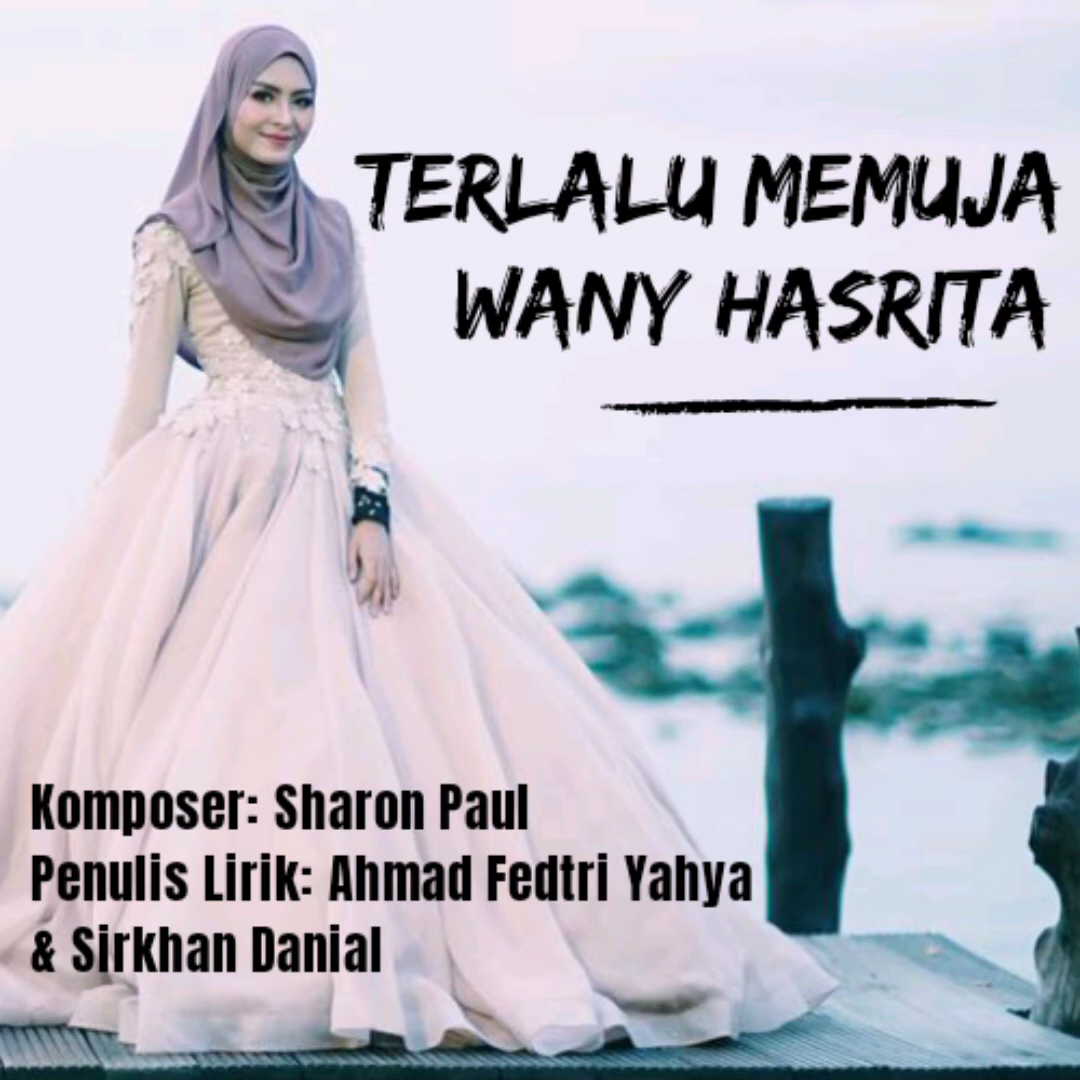 TERLALU MEMUJA
WANY HASRITA
Komposer: Sharon Paul
Penulis Lirik: Ahmad Fedtri Yahya
& Sirkhan Danial